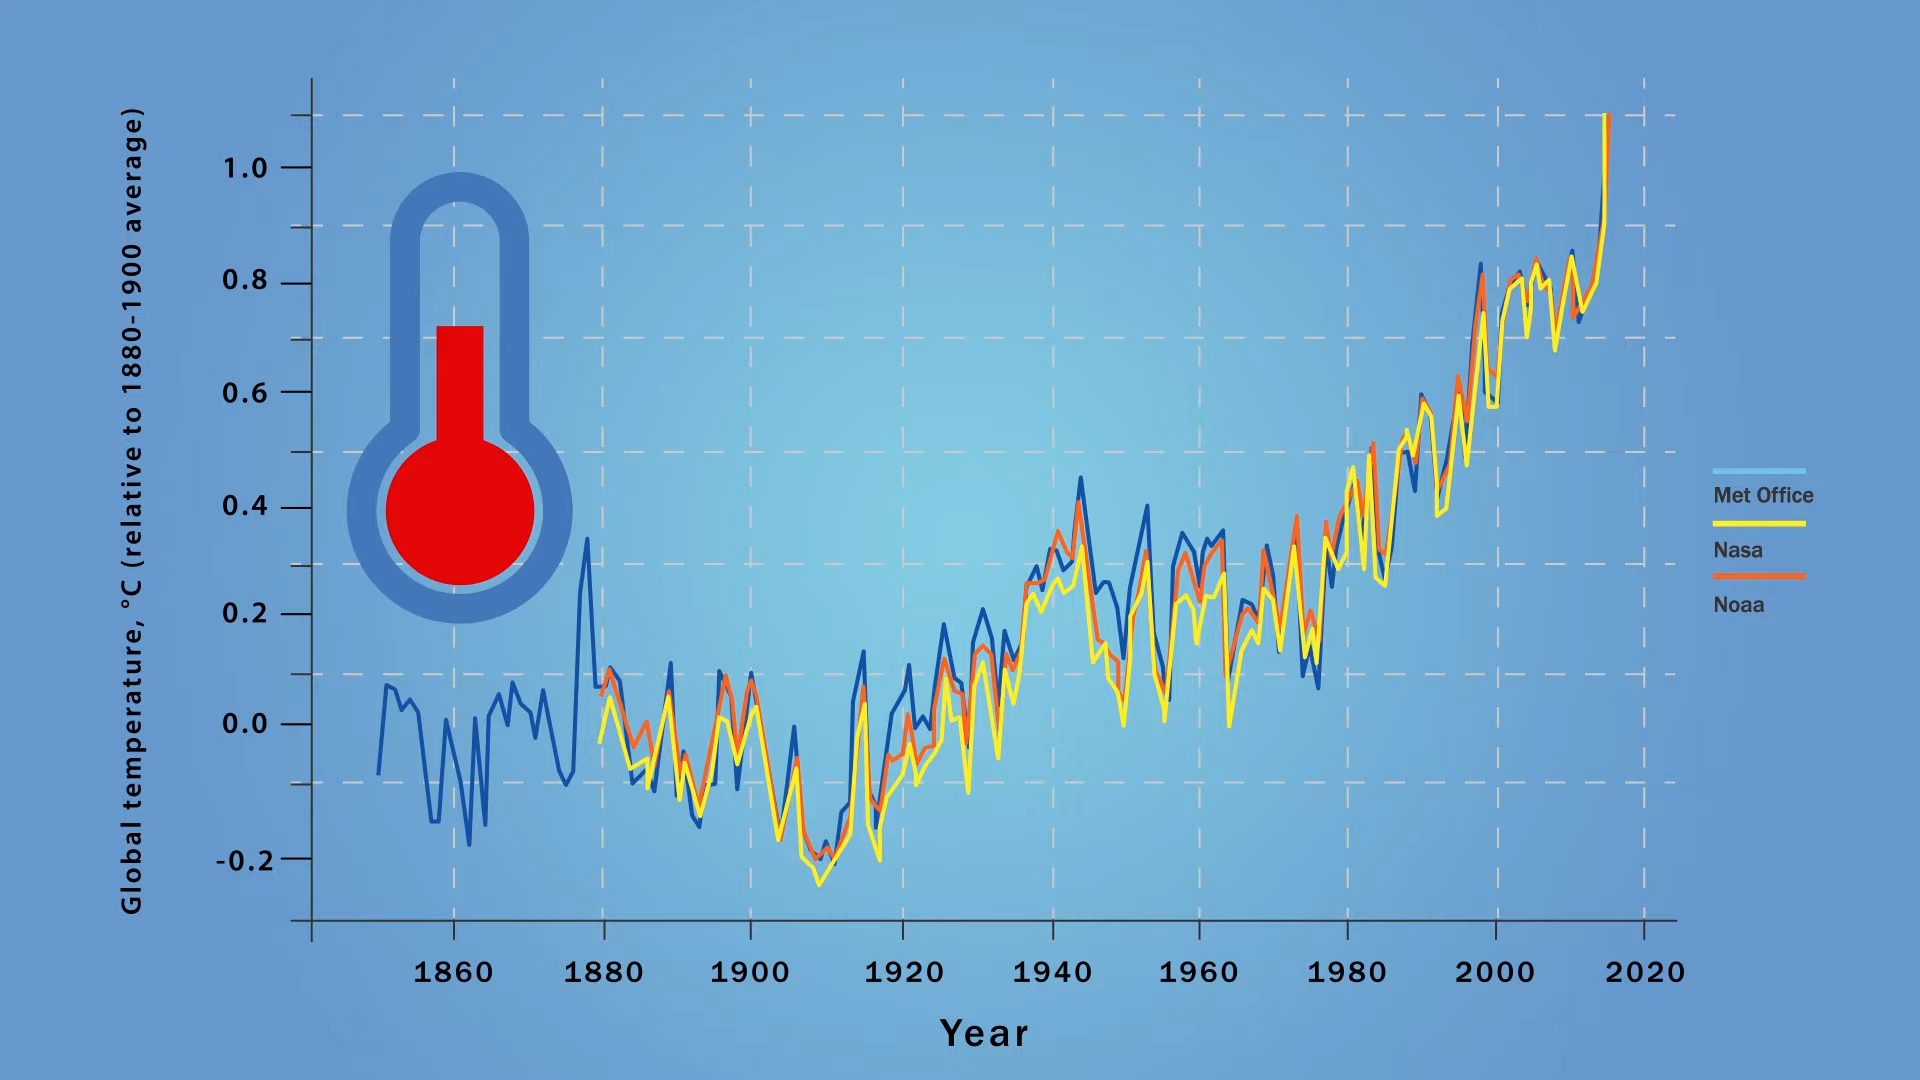 Global temperature, °C (relative to 1880-1900 average)
1.0
0.8
0.6
0.4
0.2
0.0
-0.2
1860 1880 1900 1920 1940 1960 1980 2000 2020
Year
Met Office
Nasa
Noaa